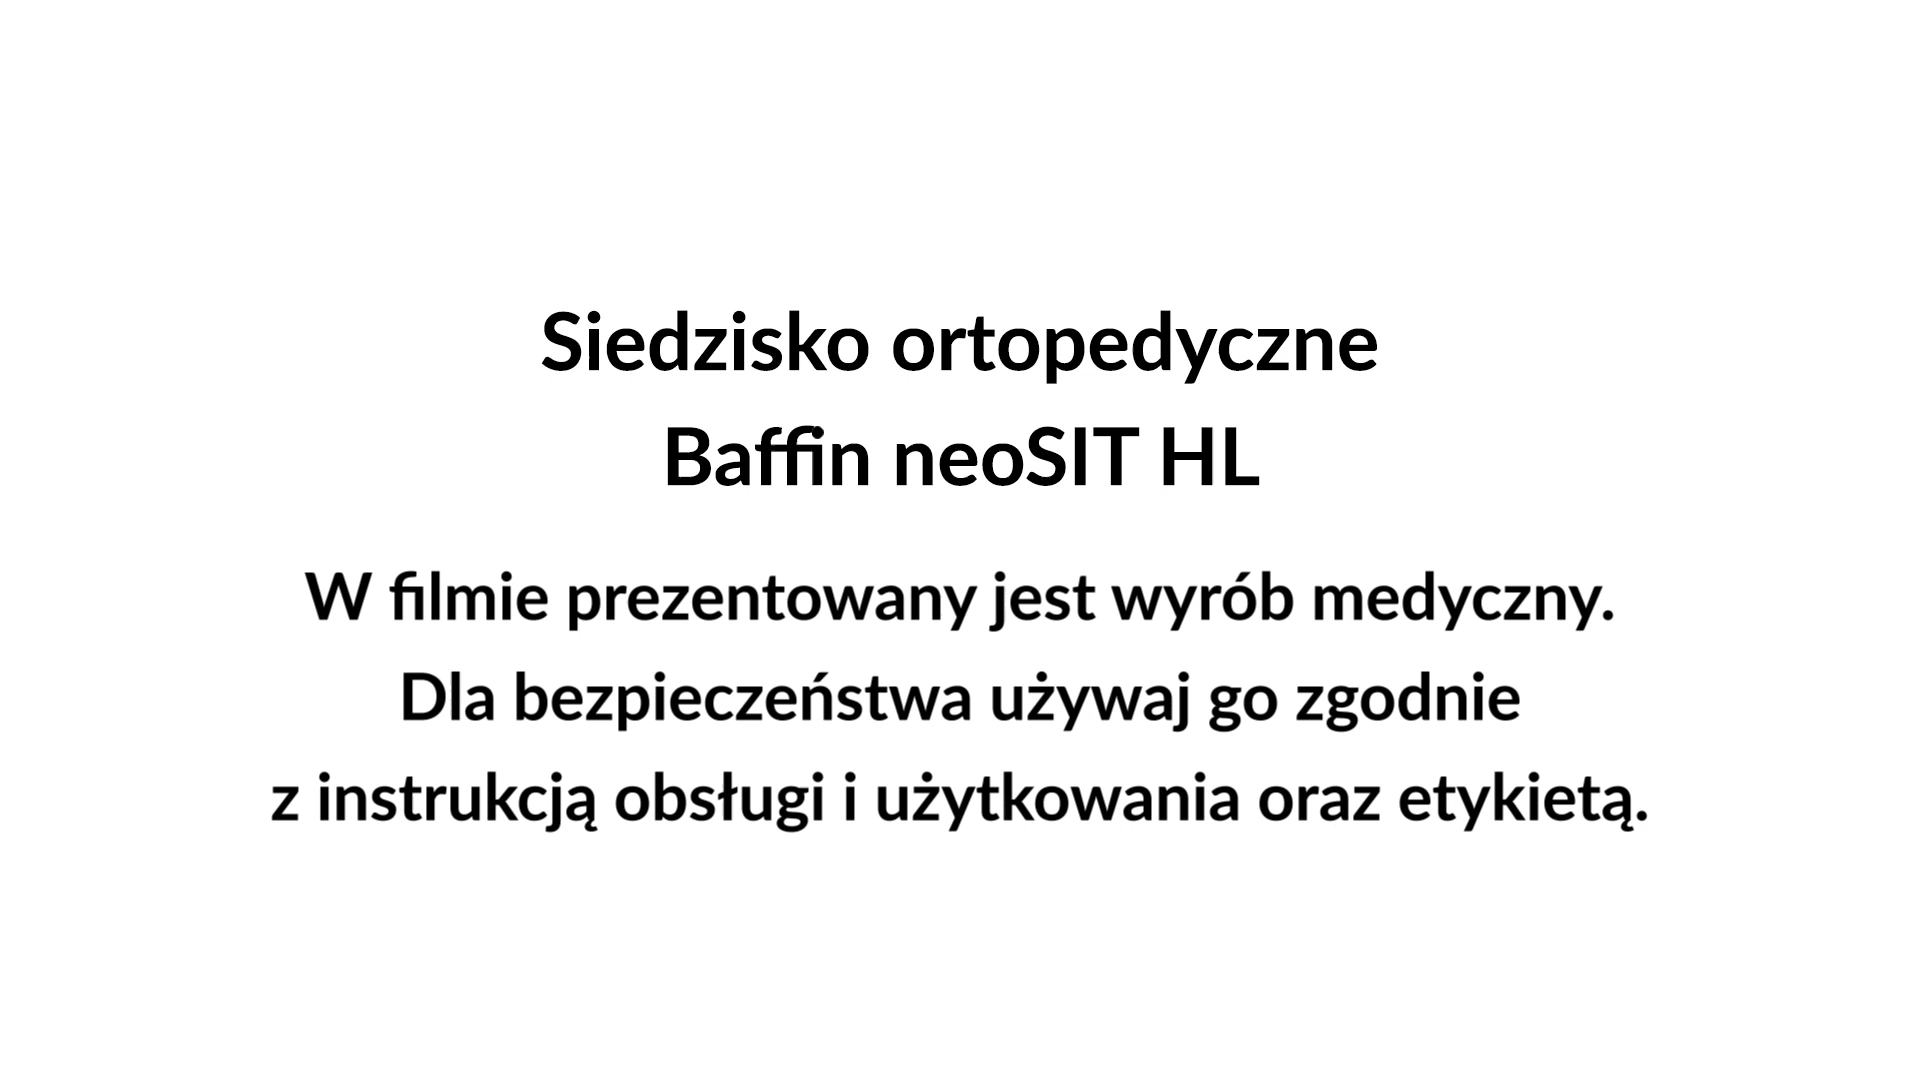 Siedzisko ortopedyczne
Baffin neoSIT HL
W filmie prezentowany jest wyrób medyczny.
Dla bezpieczeństwa używaj go zgodnie
z instrukcją obsługi i użytkowania oraz etykietą.